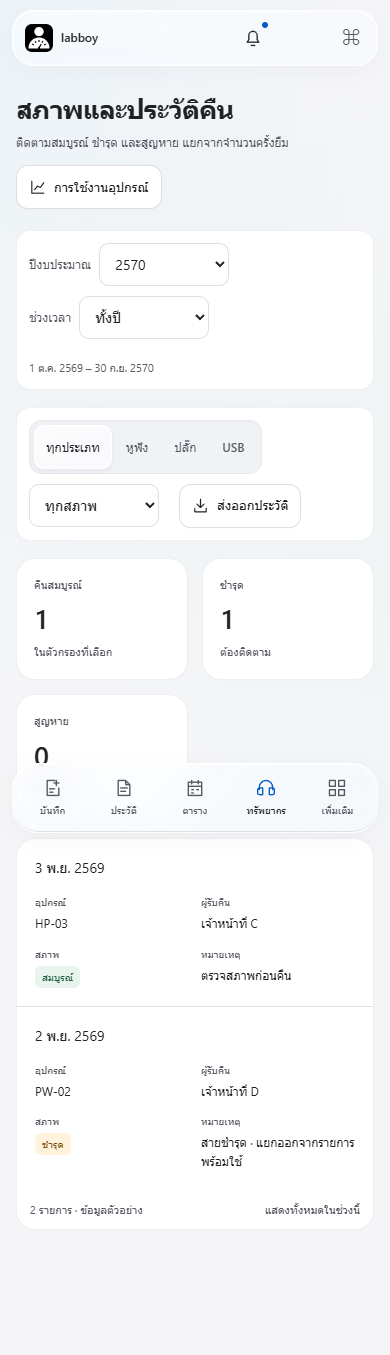 labboy
สภาพและประวัติคืน
ติดตามสมบูรณ์ ชำรุด และสูญหาย แยกจากจำนวนครั้งยืม
การใช้งานอุปกรณ์
ปีงบประมาณ
2570
ช่วงเวลา
ทั้งปี
1 ต.ค. 2569 – 30 ก.ย. 2570
ทุกประเภท หูฟัง ปลั๊ก USB
ทุกสภาพ
ส่งออกประวัติ
คืนสมบูรณ์
1
ในตัวกรองที่เลือก
ชำรุด
1
ต้องติดตาม
สูญหาย
0
บันทึก ประวัติ ตาราง ทรัพยากร เพิ่มเติม
3 พ.ย. 2569
อุปกรณ์ ผู้รับคืน
HP-03 เจ้าหน้าที่ C
สภาพ หมายเหตุ
สมบูรณ์ ตรวจสภาพก่อนคืน
2 พ.ย. 2569
อุปกรณ์ ผู้รับคืน
PW-02 เจ้าหน้าที่ D
สภาพ หมายเหตุ
ชำรุด สายชำรุด · แยกออกจากรายการ
พร้อมใช้
2 รายการ · ข้อมูลตัวอย่าง แสดงทั้งหมดในช่วงนี้